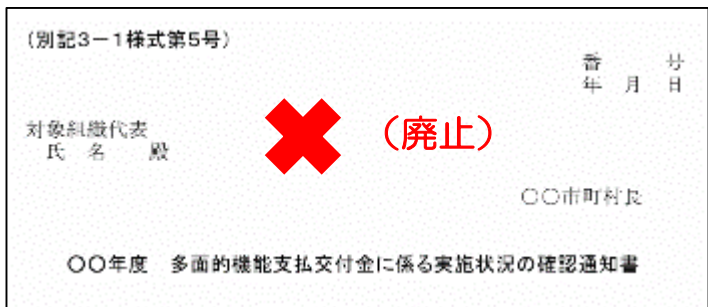 (別記3-1様式第5号)
番　　　号
年　月　日
対象組織代表
氏　名　　殿
(廃止)
〇〇市町村長
〇〇年度　多面的機能支払交付金に係る実施状況の確認通知書